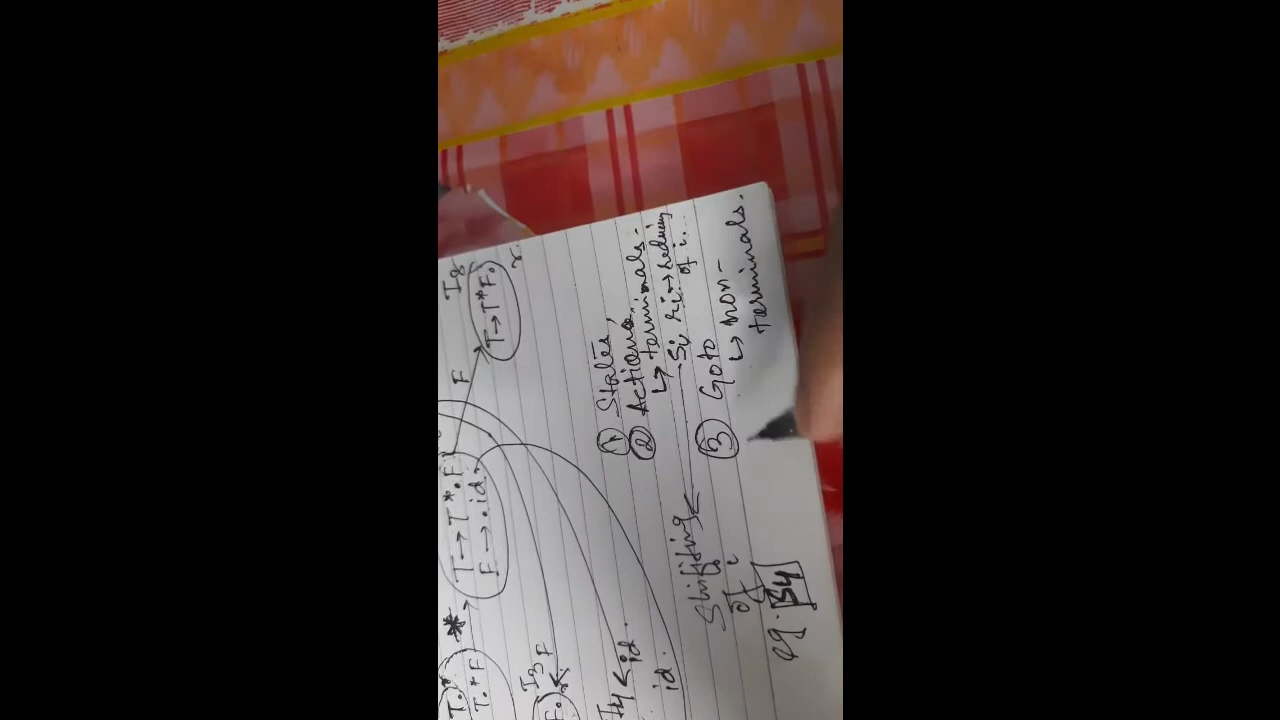 I8
T→T*F.
r.
F
*
T→T*.F
F→.id
T.
T.*F
I3
F
F.
r.
I4
id.
id.
① States,
② Actions.
↳ terminals.
Si ri→reducing
of i...
Shifting
of i
eg. S4
③ Goto
↳ non-
terminals.